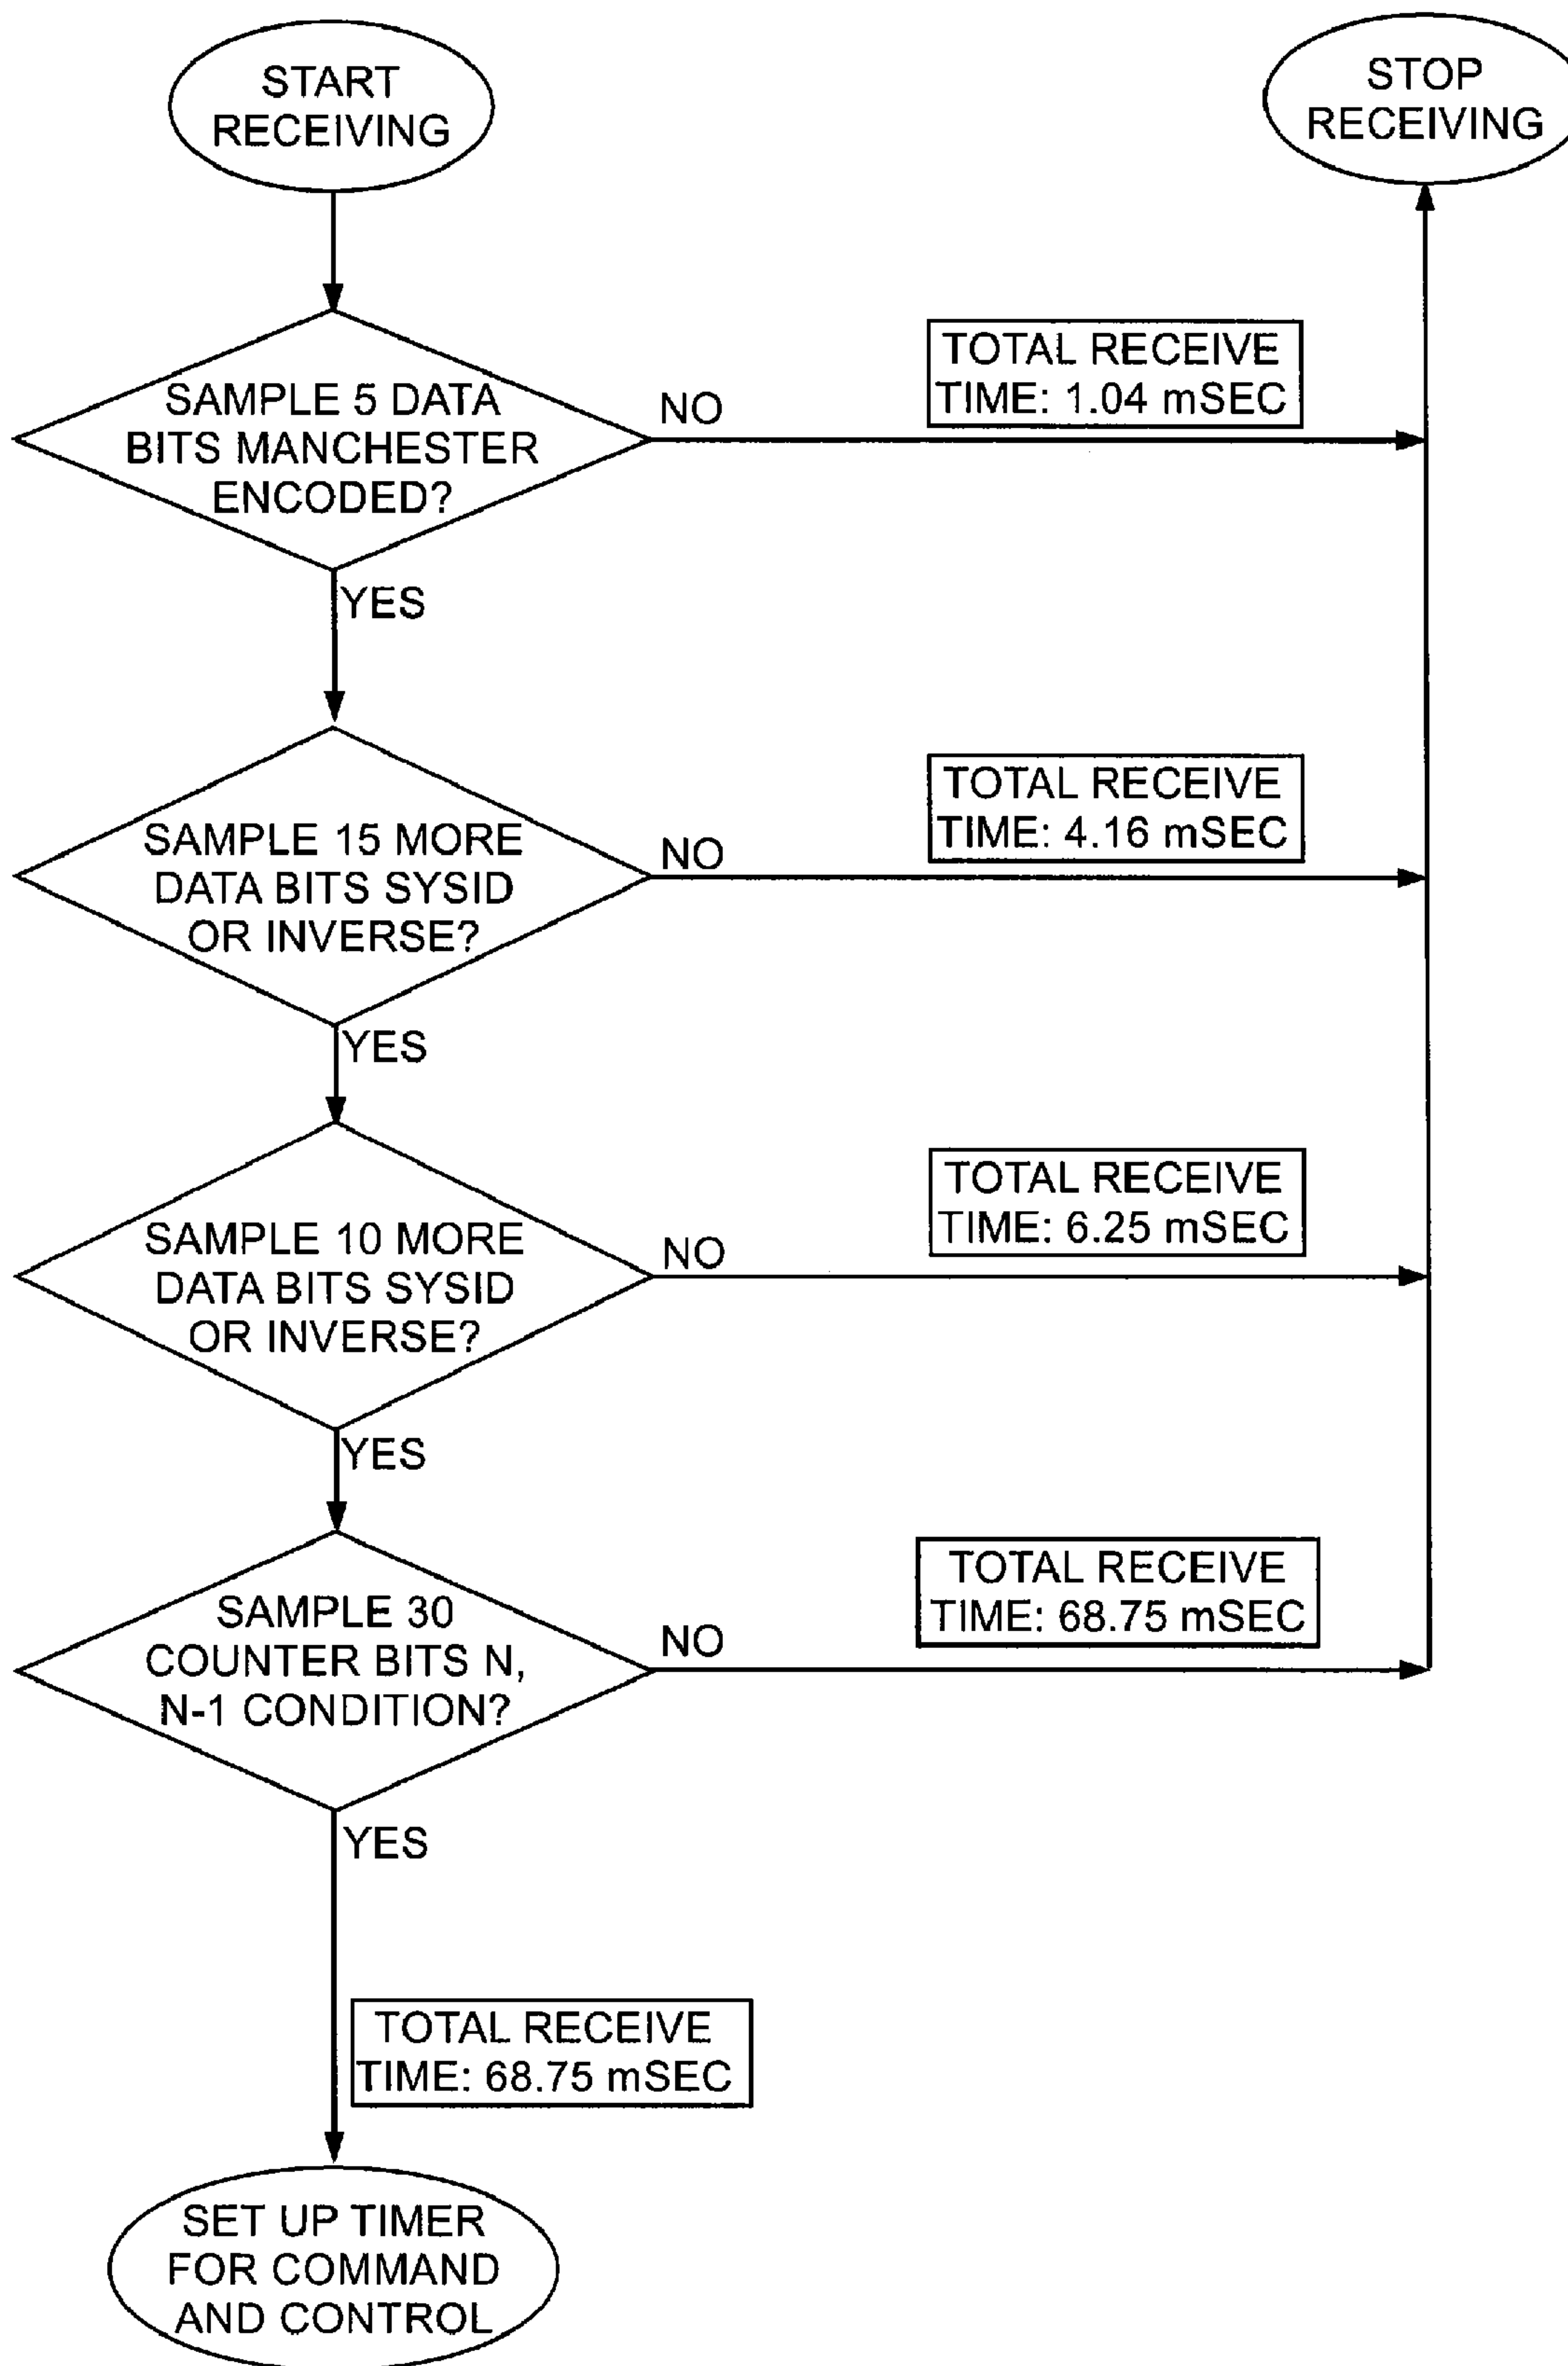 START
RECEIVING
STOP
RECEIVING
SAMPLE 5 DATA
BITS MANCHESTER
ENCODED?
NO
TOTAL RECEIVE
TIME: 1.04 mSEC
YES
SAMPLE 15 MORE
DATA BITS SYSID
OR INVERSE?
NO
TOTAL RECEIVE
TIME: 4.16 mSEC
YES
SAMPLE 10 MORE
DATA BITS SYSID
OR INVERSE?
NO
TOTAL RECEIVE
TIME: 6.25 mSEC
YES
SAMPLE 30
COUNTER BITS N,
N-1 CONDITION?
NO
TOTAL RECEIVE
TIME: 68.75 mSEC
YES
TOTAL RECEIVE
TIME: 68.75 mSEC
SET UP TIMER
FOR COMMAND
AND CONTROL